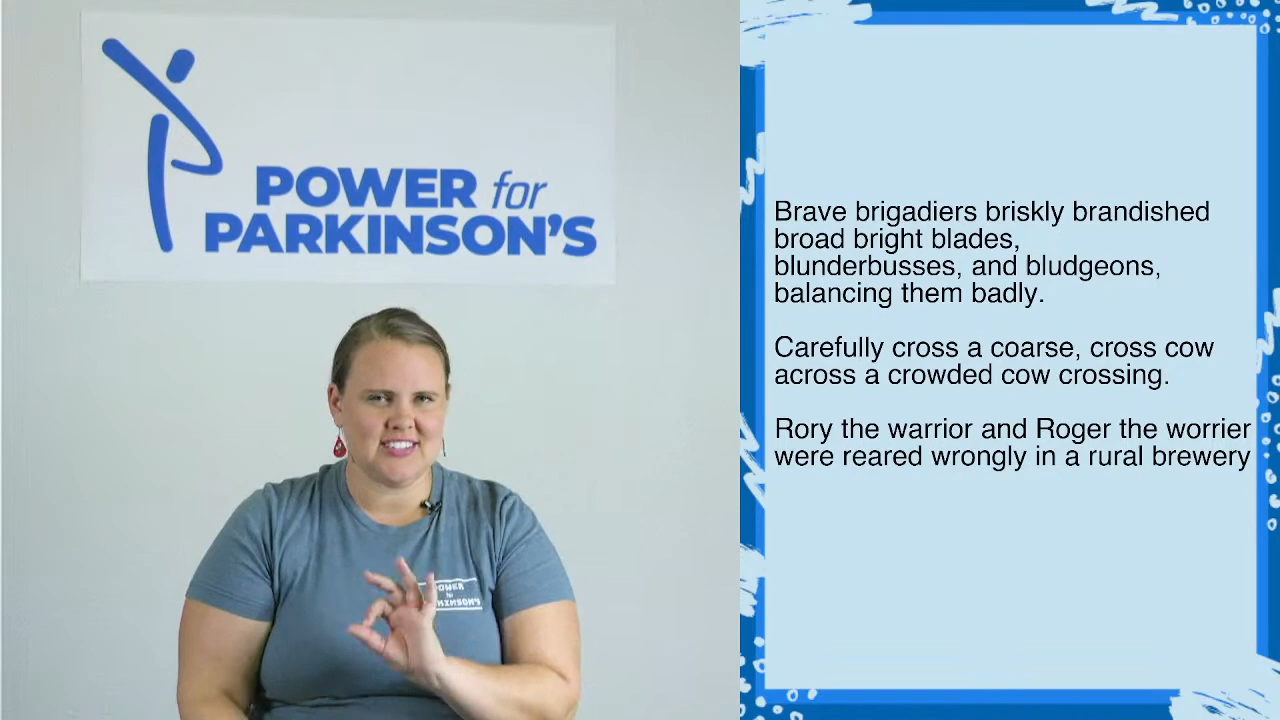 POWER for
PARKINSON'S
Brave brigadiers briskly brandished
broad bright blades,
blunderbusses, and bludgeons,
balancing them badly.
Carefully cross a coarse, cross cow
across a crowded cow crossing.
Rory the warrior and Roger the worrier
were reared wrongly in a rural brewery